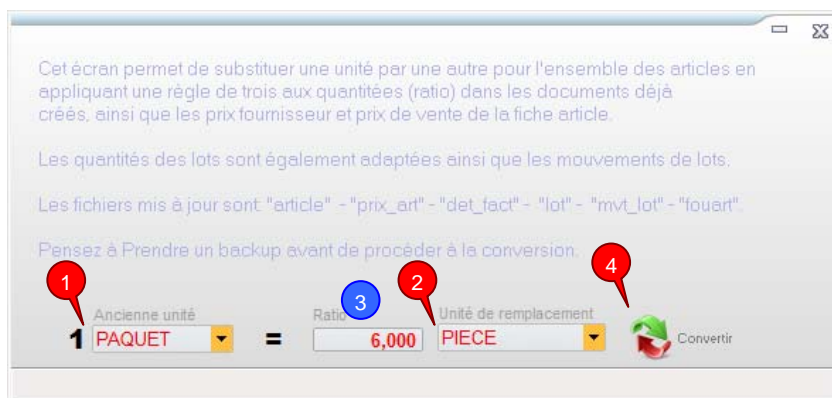 Cet écran permet de substituer une unité par une autre pour l'ensemble des articles en
appliquant une règle de trois aux quantitées (ratio) dans les documents déjà
créés, ainsi que les prix fournisseur et prix de vente de la fiche article.
Les quantités des lots sont également adaptées ainsi que les mouvements de lots.
Les fichiers mis à jour sont: "article" - "prix_art" - "det_fact" - "lot" - "mvt_lot" - "fouart".
Pensez à Prendre un backup avant de procéder à la conversion.
1 2 3 4
Ancienne unité Ratio Unité de remplacement
1 PAQUET = 6,000 PIECE Convertir